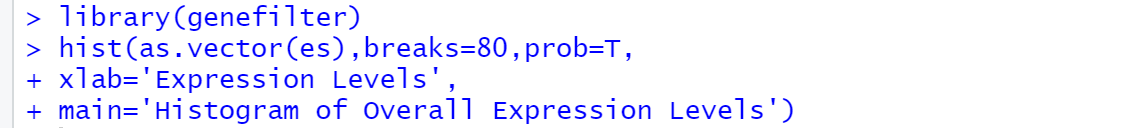 > library(genefilter)
> hist(as.vector(es),breaks=80,prob=T,
+ xlab='Expression Levels',
+ main='Histogram of Overall Expression Levels')